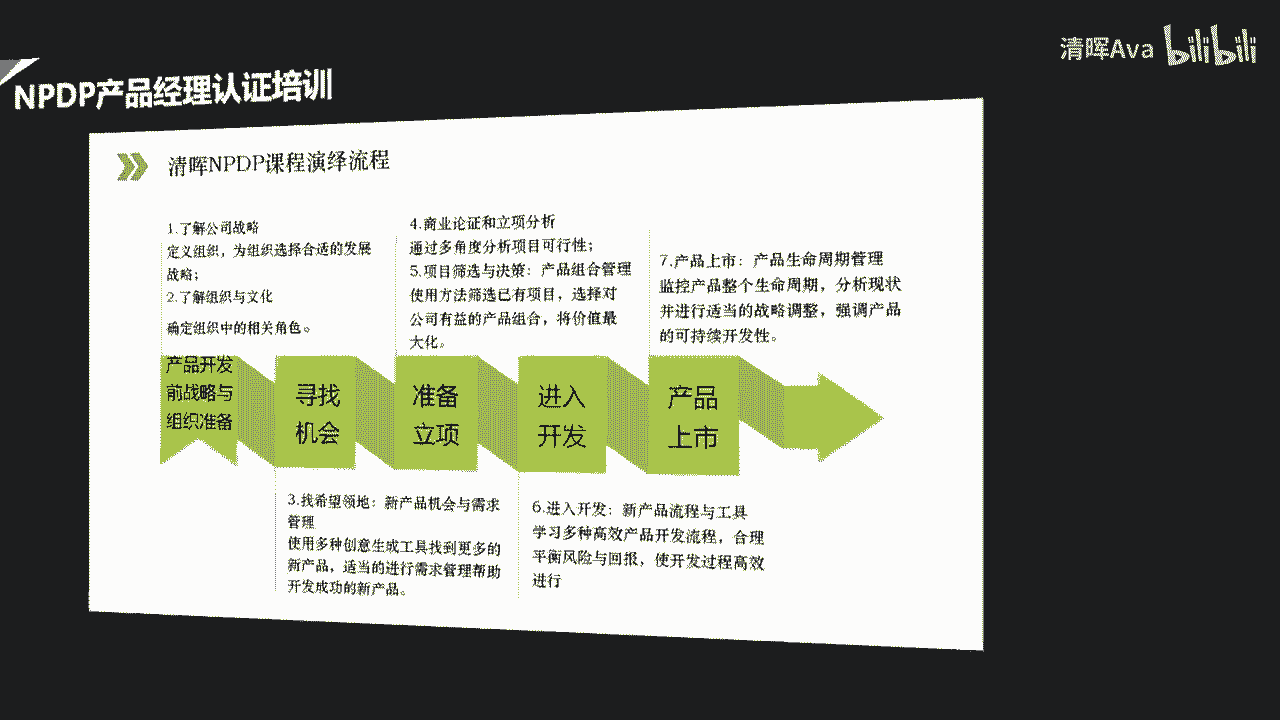 清晖Ava bilibili
NPDP产品经理认证培训
清晖NPDP课程演绎流程
1.了解公司战略
定义组织，为组织选择合适的发展
战略；
2.了解组织与文化
确定组织中的相关角色。
4.商业论证和立项分析
通过多角度分析项目可行性；
5.项目筛选与决策：产品组合管理
使用方法筛选已有项目，选择对
公司有益的产品组合，将价值最
大化。
7.产品上市：产品生命周期管理
监控产品整个生命周期，分析现状
并进行适当的战略调整，强调产品
的可持续开发性。
产品开发
前战略与
组织准备
寻找
机会
准备
立项
进入
开发
产品
上市
3.找希望领地：新产品机会与需求
管理
使用多种创意生成工具找到更多的
新产品，适当的进行需求管理帮助
开发成功的新产品。
6.进入开发：新产品流程与工具
学习多种高效产品开发流程，合理
平衡风险与回报，使开发过程高效
进行